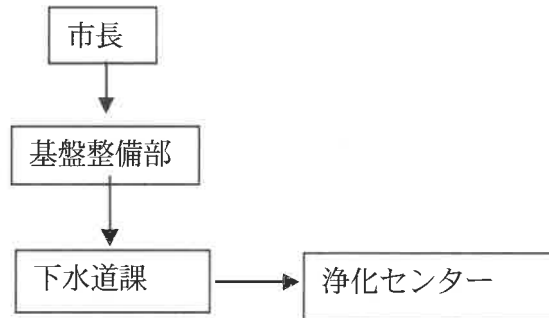 市長
基盤整備部
下水道課
浄化センター